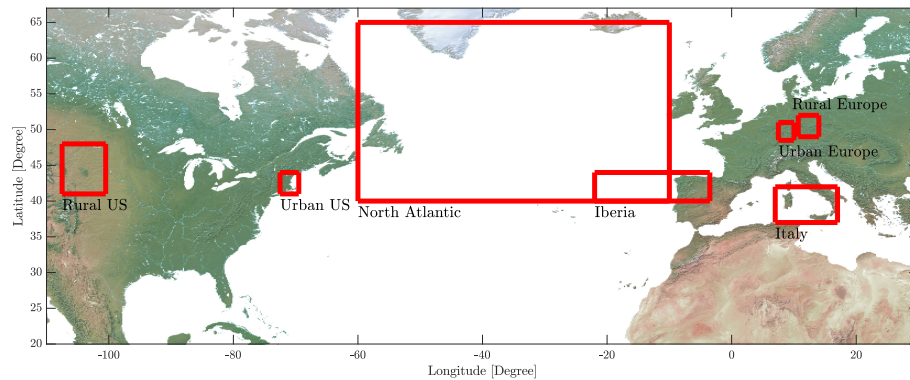 65
60
55
50
45
40
35
30
25
20
Latitude [Degree]
Rural Europe
Urban Europe
Rural US
Urban US
North Atlantic
Iberia
Italy
-100
-80
-60
-40
-20
0
20
Longitude [Degree]